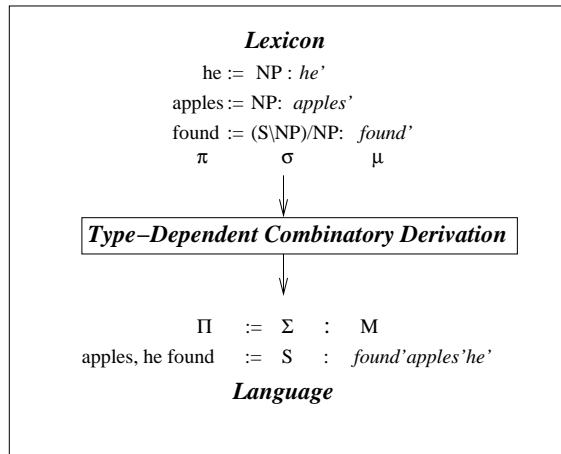 Lexicon
he := NP : he'
apples := NP: apples'
found := (S\NP)/NP: found'
π σ μ
Type−Dependent Combinatory Derivation
Π := Σ : M
apples, he found := S : found'apples'he'
Language